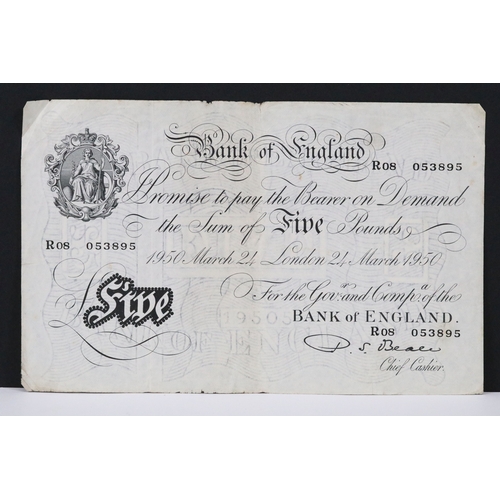 Bank of England
R08 053895
I Promise to pay the Bearer on Demand
the Sum of Five Pounds
R08 053895
1950 March 24 London 24 March 1950
For the Govr. and Compa. of the
BANK of ENGLAND.
£Five
R08 053895
P. S. Beale
Chief Cashier.